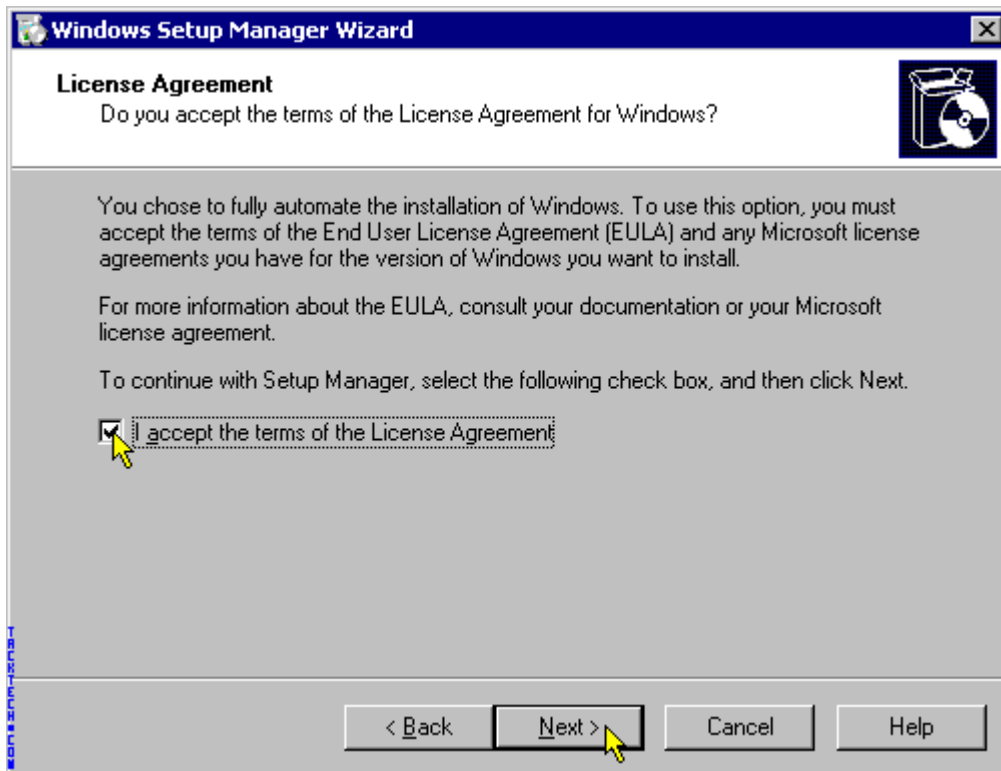 Windows Setup Manager Wizard
License Agreement
Do you accept the terms of the License Agreement for Windows?
You chose to fully automate the installation of Windows. To use this option, you must
accept the terms of the End User License Agreement (EULA) and any Microsoft license
agreements you have for the version of Windows you want to install.
For more information about the EULA, consult your documentation or your Microsoft
license agreement.
To continue with Setup Manager, select the following check box, and then click Next.
I accept the terms of the License Agreement
TACKTECH.COM
< Back
Next >
Cancel
Help